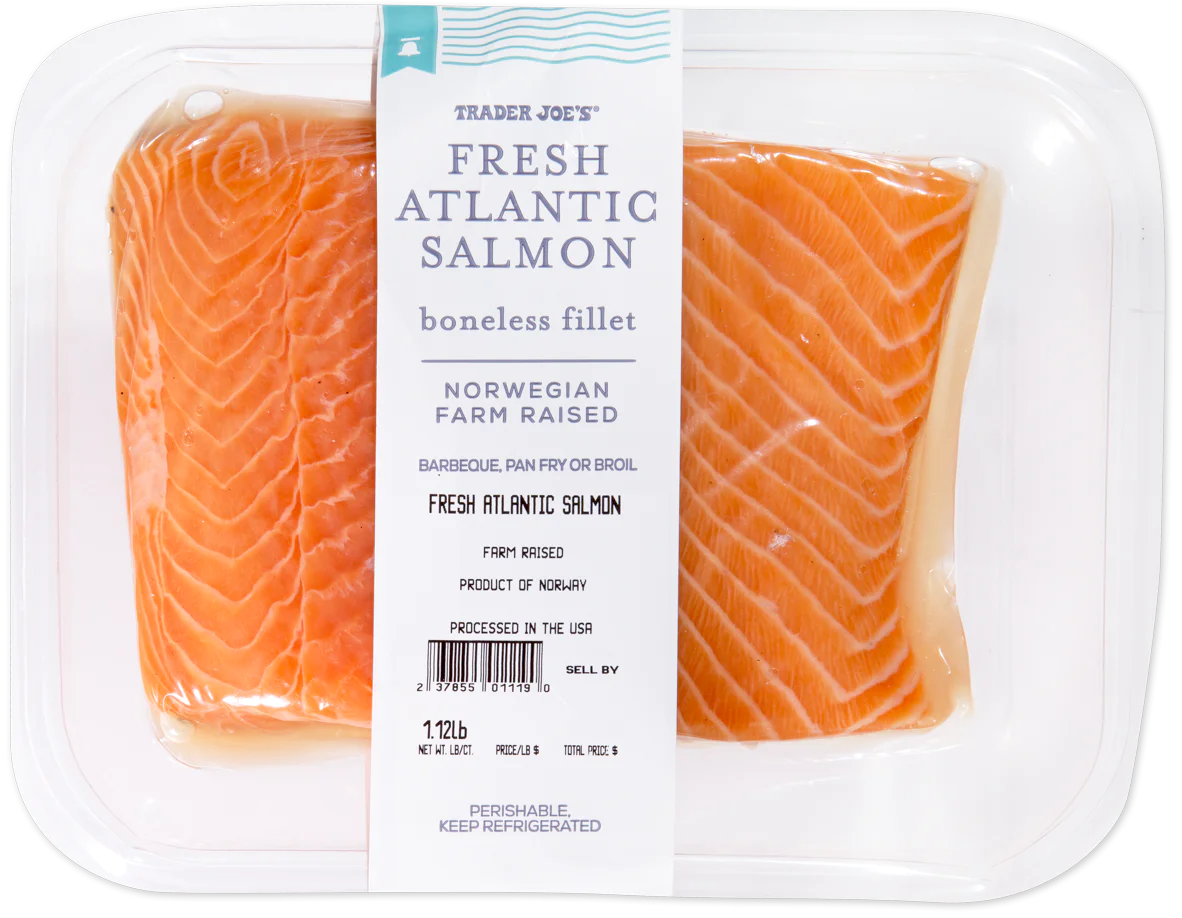 TRADER JOE'S®
FRESH
ATLANTIC
SALMON
boneless fillet
NORWEGIAN
FARM RAISED
BARBEQUE, PAN FRY OR BROIL
FRESH ATLANTIC SALMON
FARM RAISED
PRODUCT OF NORWAY
PROCESSED IN THE USA
SELL BY
2 37855 01119 0
1.12lb
NET WT. LB/CT. PRICE/LB $ TOTAL PRICE $
PERISHABLE,
KEEP REFRIGERATED